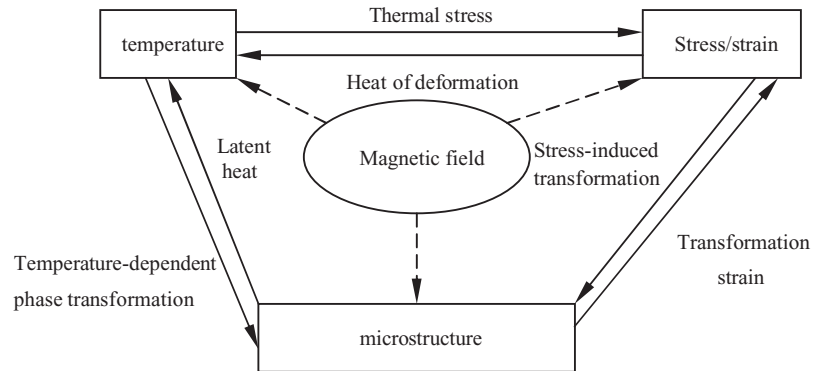 Thermal stress
temperature
Stress/strain
Heat of deformation
Latent
heat
Magnetic field
Stress-induced
transformation
Temperature-dependent
phase transformation
Transformation
strain
microstructure